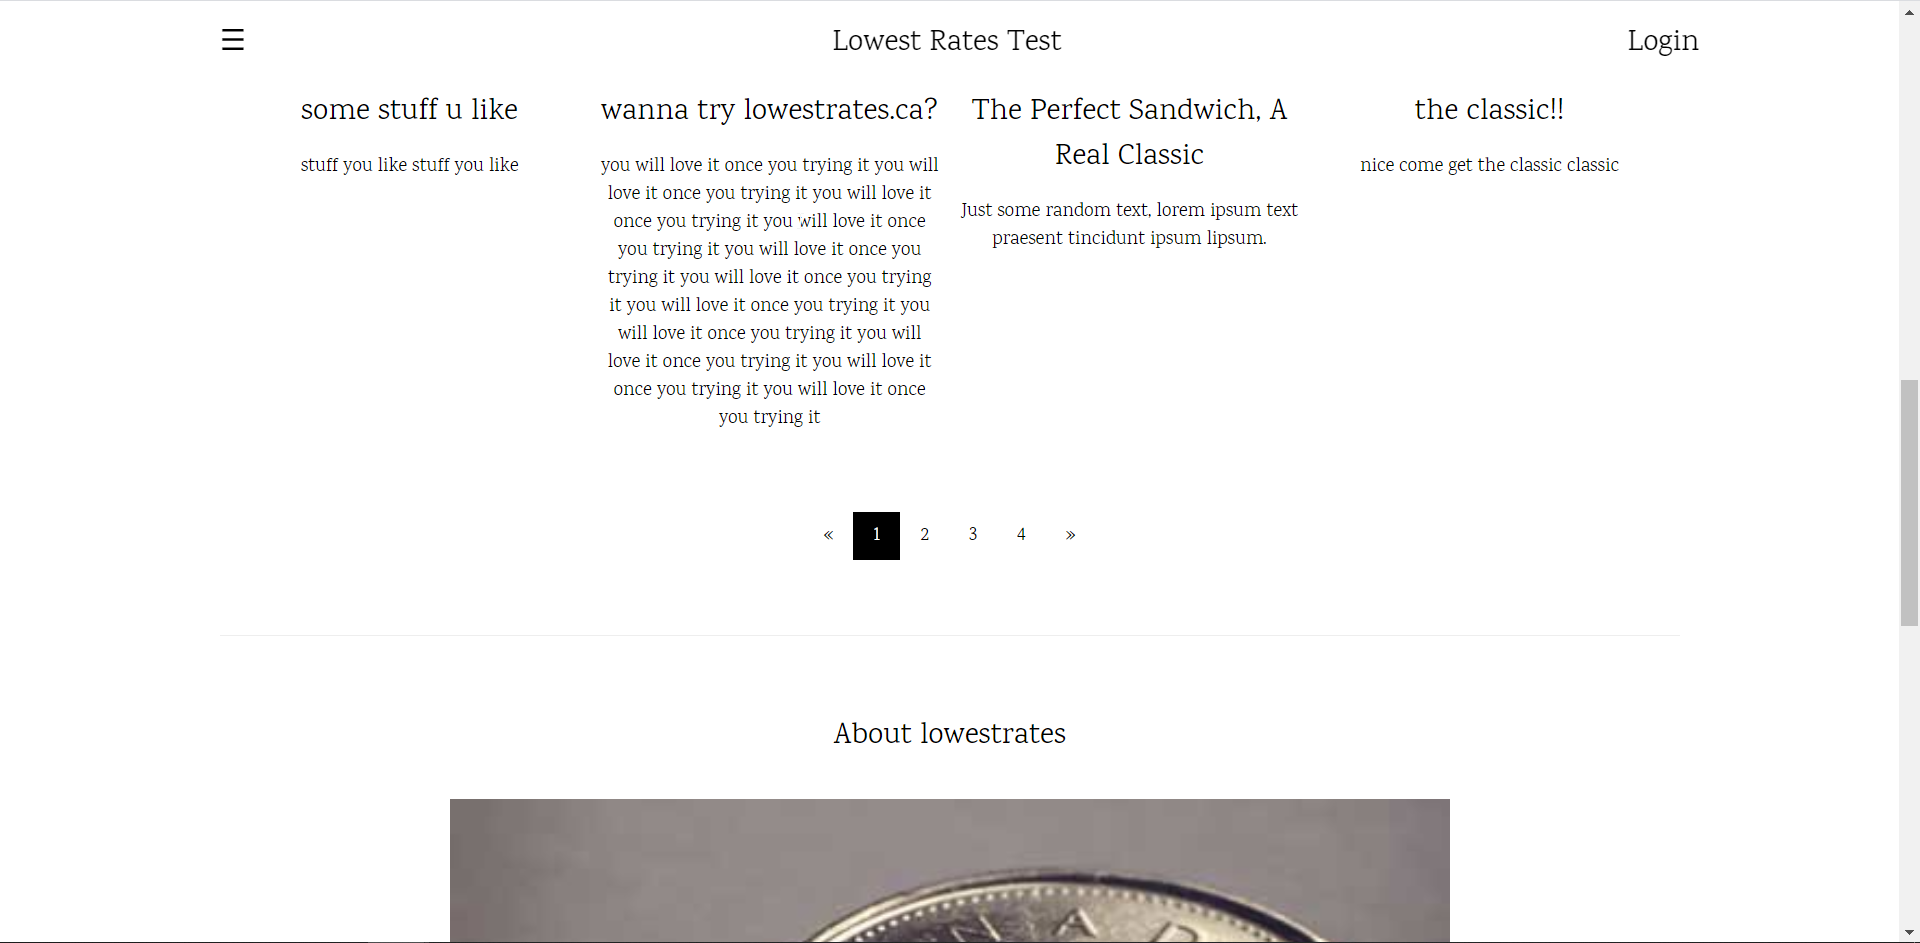 ☰ Lowest Rates Test Login
some stuff u like
stuff you like stuff you like
wanna try lowestrates.ca?
you will love it once you trying it you will
love it once you trying it you will love it
once you trying it you will love it once
you trying it you will love it once you
trying it you will love it once you trying
it you will love it once you trying it you
will love it once you trying it you will
love it once you trying it you will love it
once you trying it you will love it once
you trying it
The Perfect Sandwich, A
Real Classic
Just some random text, lorem ipsum text
praesent tincidunt ipsum lipsum.
the classic!!
nice come get the classic classic
« 1 2 3 4 »
About lowestrates
N A D